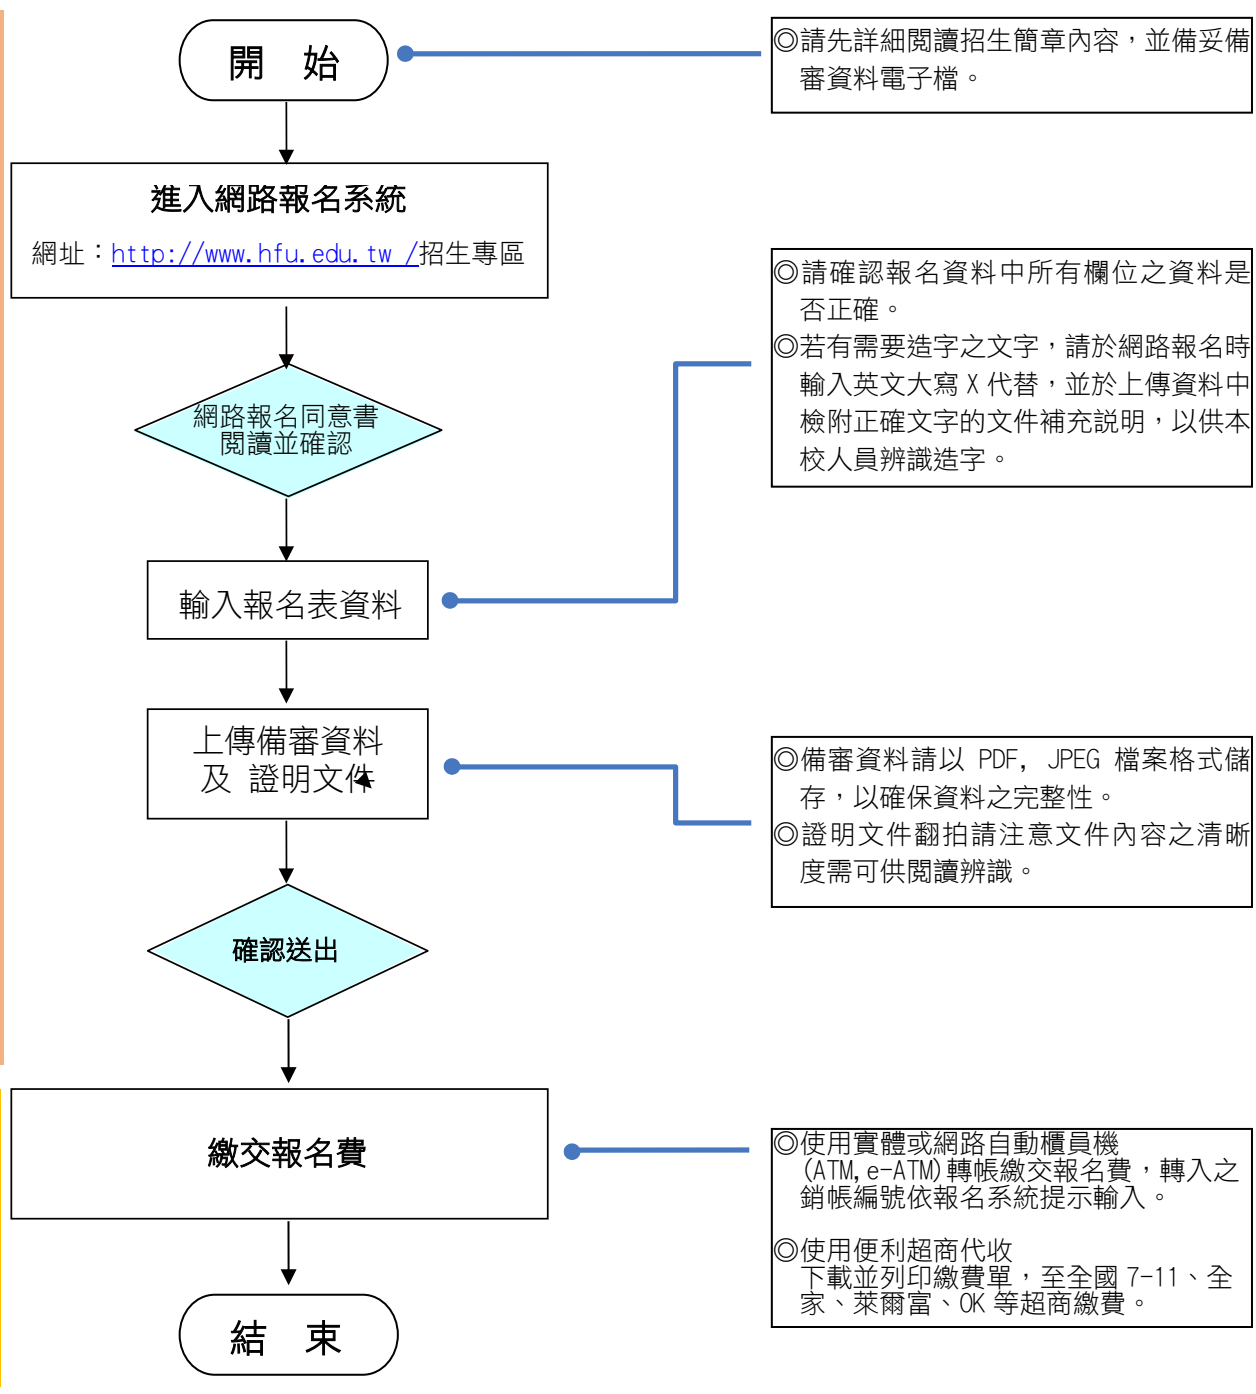 開 始
◎請先詳細閱讀招生簡章內容，並備妥備
審資料電子檔。
進入網路報名系統
網址：http://www.hfu.edu.tw /招生專區
◎請確認報名資料中所有欄位之資料是
否正確。
◎若有需要造字之文字，請於網路報名時
輸入英文大寫 X 代替，並於上傳資料中
檢附正確文字的文件補充說明，以供本
校人員辨識造字。
網路報名同意書
閱讀並確認
輸入報名表資料
上傳備審資料
及 證明文件
◎備審資料請以 PDF, JPEG 檔案格式儲
存，以確保資料之完整性。
◎證明文件翻拍請注意文件內容之清晰
度需可供閱讀辨識。
確認送出
繳交報名費
◎使用實體或網路自動櫃員機
(ATM,e-ATM)轉帳繳交報名費，轉入之
銷帳編號依報名系統提示輸入。
◎使用便利超商代收
下載並列印繳費單，至全國 7-11、全
家、萊爾富、OK 等超商繳費。
結 束